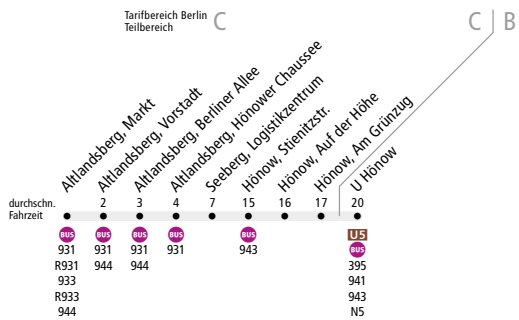 Tarifbereich Berlin
Teilbereich C
C B
Altlandsberg, Markt
Altlandsberg, Vorstadt
Altlandsberg, Berliner Allee
Altlandsberg, Hönower Chaussee
Seeberg, Logistikzentrum
Hönow, Stienitzstr.
Hönow, Auf der Höhe
Hönow, Am Grünzug
U Hönow
durchschn.
Fahrzeit
2 3 4 7 15 16 17 20
BUS BUS BUS BUS BUS U5
931 931 931 931 943 BUS
R931 944 944 395
933 941
R933 943
944 N5